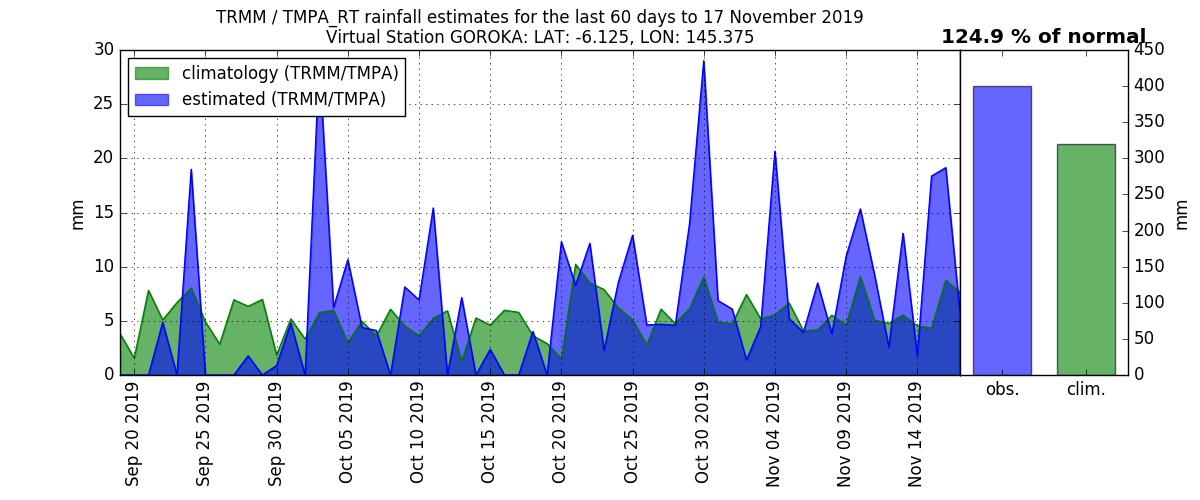 TRMM / TMPA_RT rainfall estimates for the last 60 days to 17 November 2019
Virtual Station GOROKA: LAT: -6.125, LON: 145.375
124.9 % of normal
climatology (TRMM/TMPA)
estimated (TRMM/TMPA)
30
25
20
15
10
5
0
mm
Sep 20 2019
Sep 25 2019
Sep 30 2019
Oct 05 2019
Oct 10 2019
Oct 15 2019
Oct 20 2019
Oct 25 2019
Oct 30 2019
Nov 04 2019
Nov 09 2019
Nov 14 2019
obs.
clim.
450
400
350
300
250
200
150
100
50
0
mm